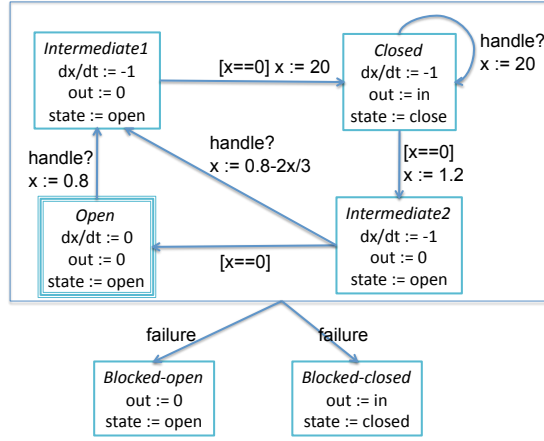 Intermediate1
dx/dt := -1
out := 0
state := open
[x==0] x := 20
Closed
dx/dt := -1
out := in
state := close
handle?
x := 20
handle?
x := 0.8
handle?
x := 0.8-2x/3
[x==0]
x := 1.2
Open
dx/dt := 0
out := 0
state := open
[x==0]
Intermediate2
dx/dt := -1
out := 0
state := open
failure
failure
Blocked-open
out := 0
state := open
Blocked-closed
out := in
state := closed